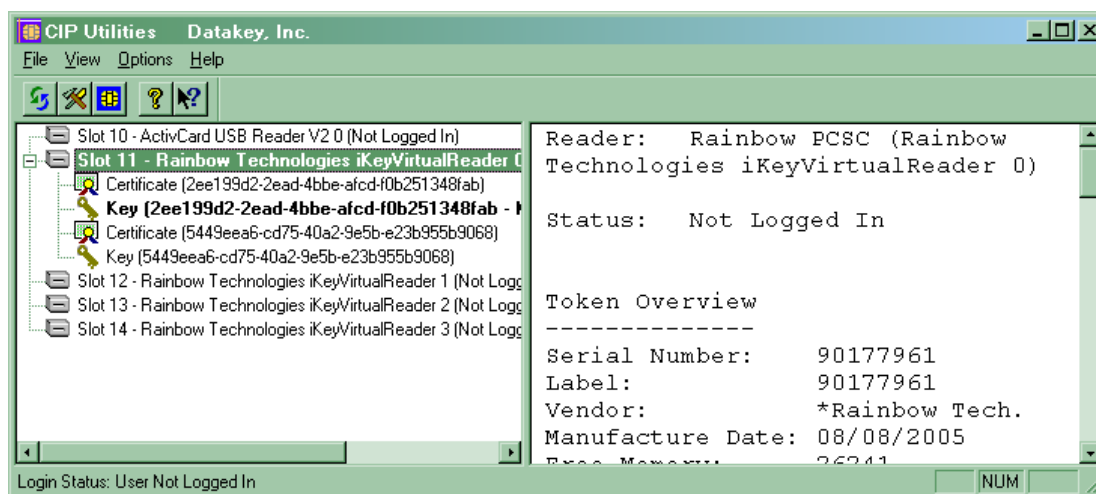 CIP Utilities Datakey, Inc.
File View Options Help
Slot 10 - ActivCard USB Reader V2 0 (Not Logged In)
Slot 11 - Rainbow Technologies iKeyVirtualReader
Certificate (2ee199d2-2ead-4bbe-afcd-f0b251348fab)
Key (2ee199d2-2ead-4bbe-afcd-f0b251348fab -
Certificate (5449eea6-cd75-40a2-9e5b-e23b955b9068)
Key (5449eea6-cd75-40a2-9e5b-e23b955b9068)
Slot 12 - Rainbow Technologies iKeyVirtualReader 1 (Not Logg
Slot 13 - Rainbow Technologies iKeyVirtualReader 2 (Not Logg
Slot 14 - Rainbow Technologies iKeyVirtualReader 3 (Not Logg
Reader: Rainbow PCSC (Rainbow
Technologies iKeyVirtualReader 0)
Status: Not Logged In
Token Overview
--------------
Serial Number: 90177961
Label: 90177961
Vendor: *Rainbow Tech.
Manufacture Date: 08/08/2005
Login Status: User Not Logged In
NUM